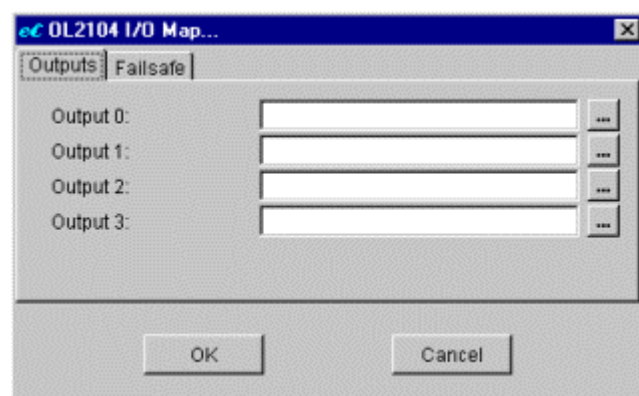 eC OL2104 I/O Map...
Outputs Failsafe
Output 0: ...
Output 1: ...
Output 2: ...
Output 3: ...
OK Cancel